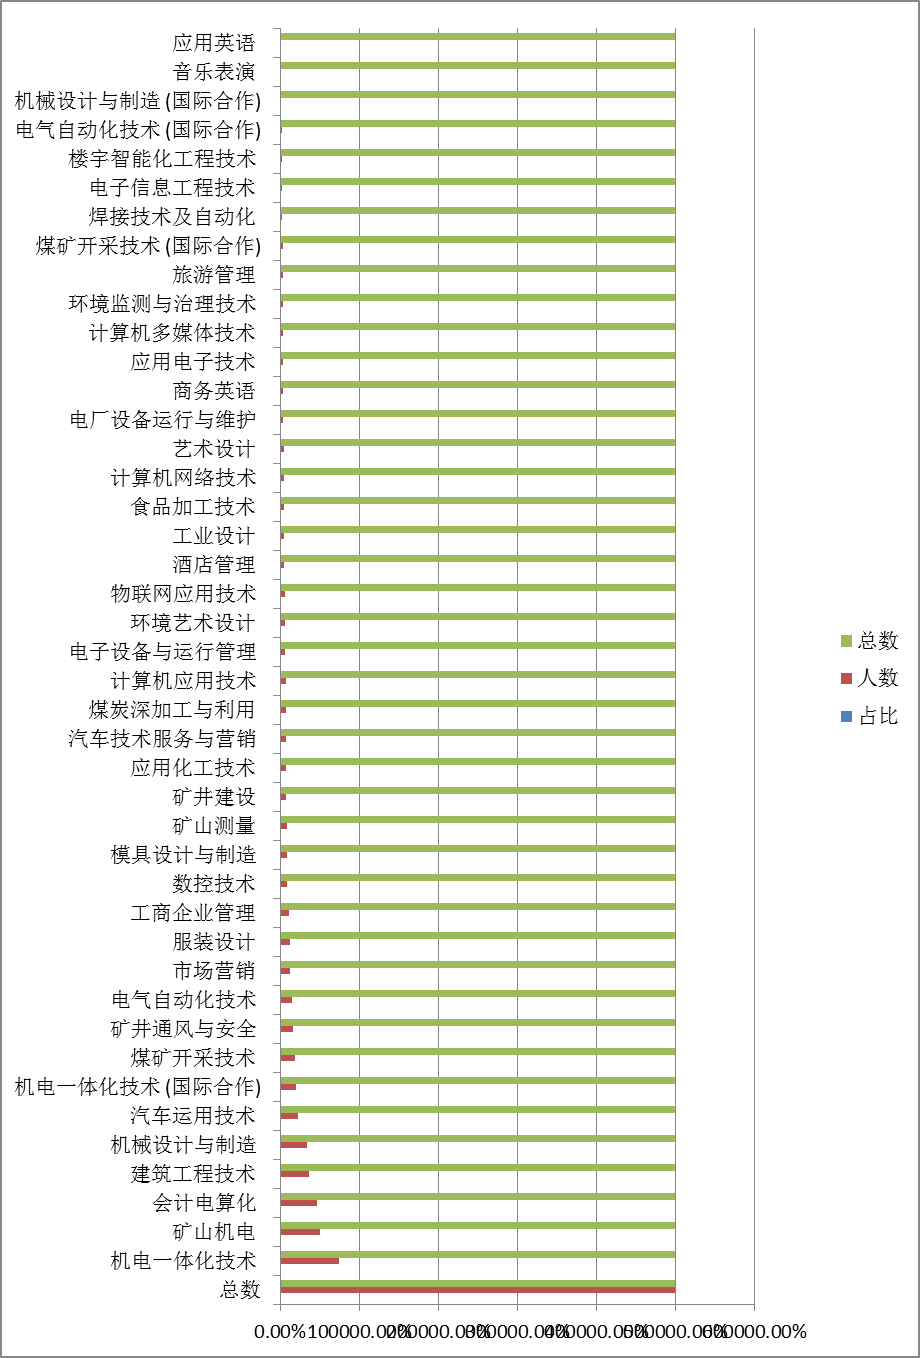 应用英语
音乐表演
机械设计与制造 (国际合作)
电气自动化技术 (国际合作)
楼宇智能化工程技术
电子信息工程技术
焊接技术及自动化
煤矿开采技术 (国际合作)
旅游管理
环境监测与治理技术
计算机多媒体技术
应用电子技术
商务英语
电厂设备运行与维护
艺术设计
计算机网络技术
食品加工技术
工业设计
酒店管理
物联网应用技术
环境艺术设计
电子设备与运行管理
计算机应用技术
煤炭深加工与利用
汽车技术服务与营销
应用化工技术
矿井建设
矿山测量
模具设计与制造
数控技术
工商企业管理
服装设计
市场营销
电气自动化技术
矿井通风与安全
煤矿开采技术
机电一体化技术 (国际合作)
汽车运用技术
机械设计与制造
建筑工程技术
会计电算化
矿山机电
机电一体化技术
总数
总数
人数
占比
0.00% 100000.00% 200000.00% 300000.00% 400000.00% 500000.00% 600000.00%